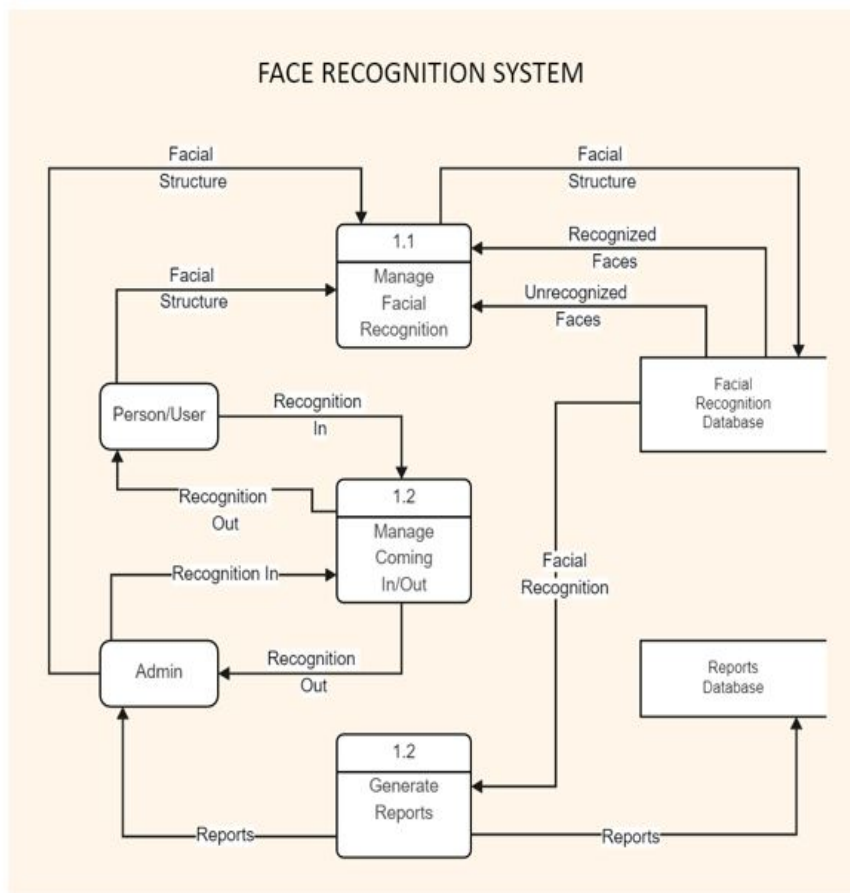 FACE RECOGNITION SYSTEM
Facial
Structure
Facial
Structure
1.1
Manage
Facial
Recognition
Recognized
Faces
Unrecognized
Faces
Facial
Structure
Person/User
Recognition
In
Facial
Recognition
Database
Recognition
Out
1.2
Manage
Coming
In/Out
Recognition In
Facial
Recognition
Admin
Recognition
Out
Reports
Database
1.2
Generate
Reports
Reports
Reports